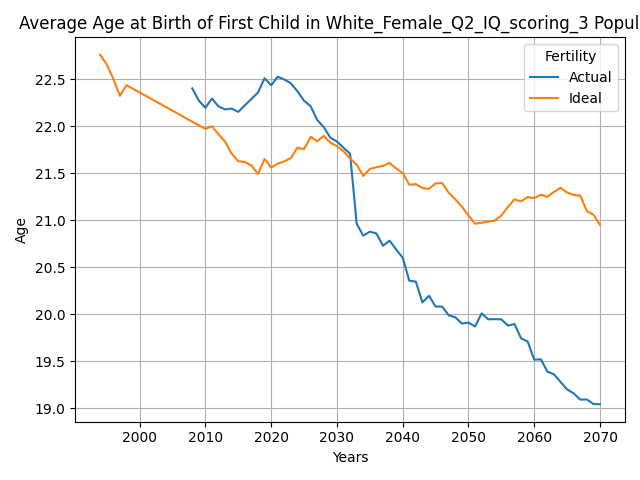 Average Age at Birth of First Child in White_Female_Q2_IQ_scoring_3 Popul
Fertility
Actual
Ideal
22.5
22.0
21.5
21.0
20.5
20.0
19.5
19.0
Age
2000 2010 2020 2030 2040 2050 2060 2070
Years